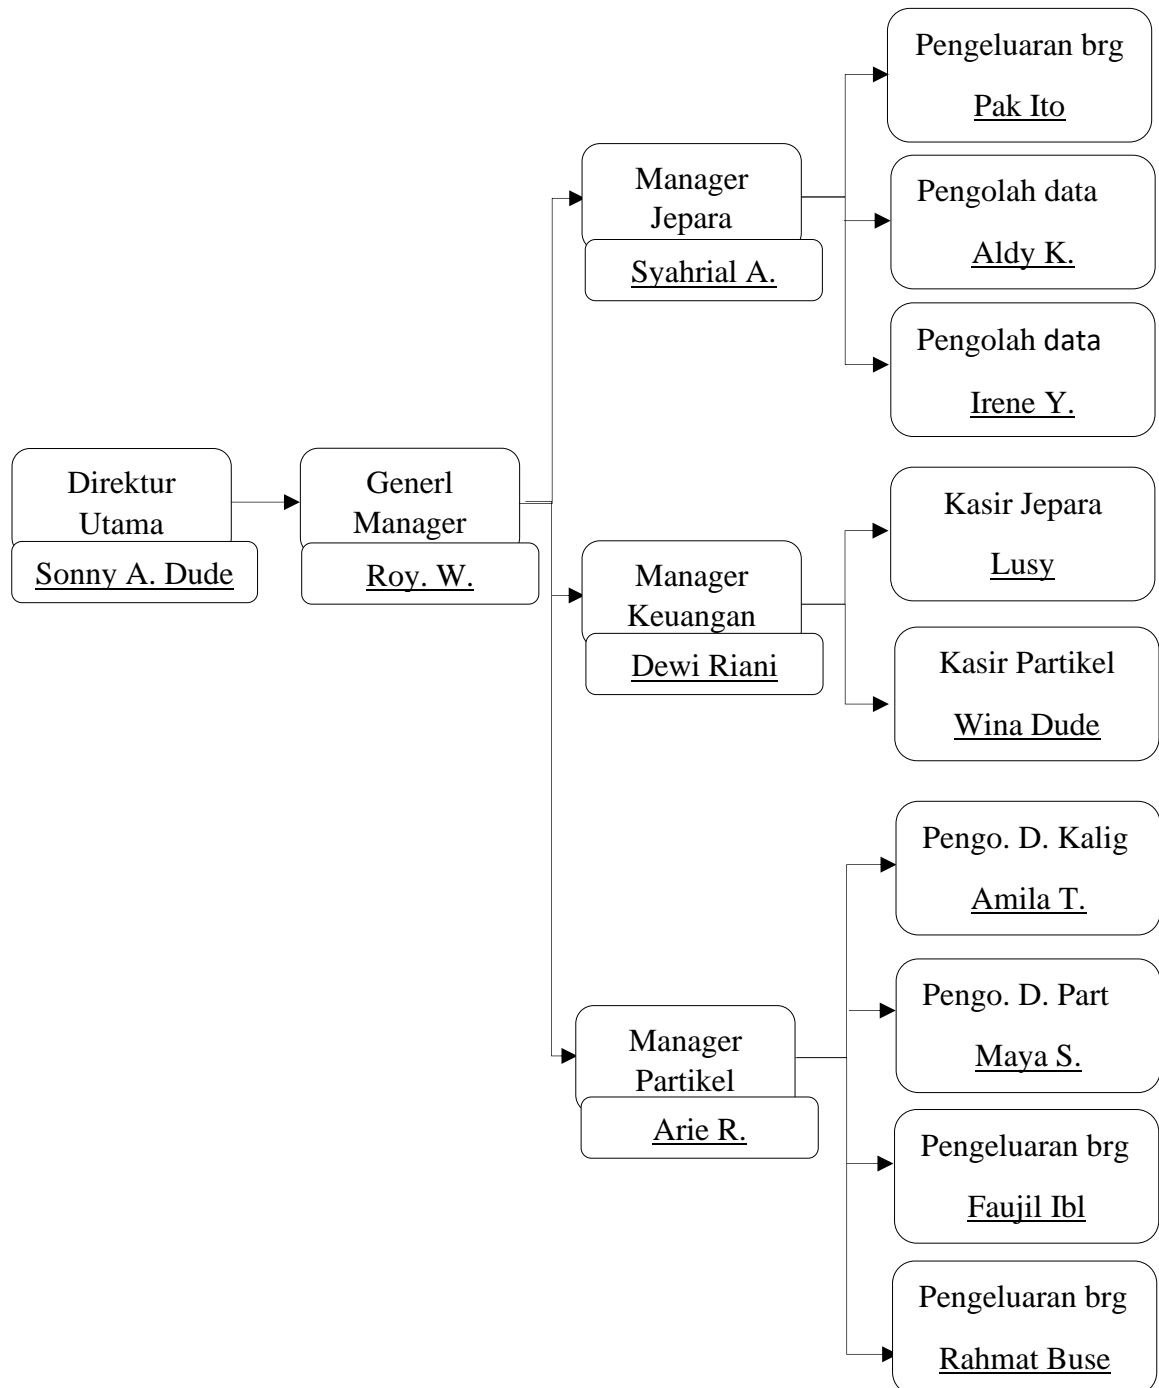 Pengeluaran brg
Pak Ito
Manager
Jepara
Syahrial A.
Pengolah data
Aldy K.
Pengolah data
Irene Y.
Direktur
Utama
Sonny A. Dude
Generl
Manager
Roy. W.
Manager
Keuangan
Dewi Riani
Kasir Jepara
Lusy
Kasir Partikel
Wina Dude
Manager
Partikel
Arie R.
Pengo. D. Kalig
Amila T.
Pengo. D. Part
Maya S.
Pengeluaran brg
Faujil Ibl
Pengeluaran brg
Rahmat Buse